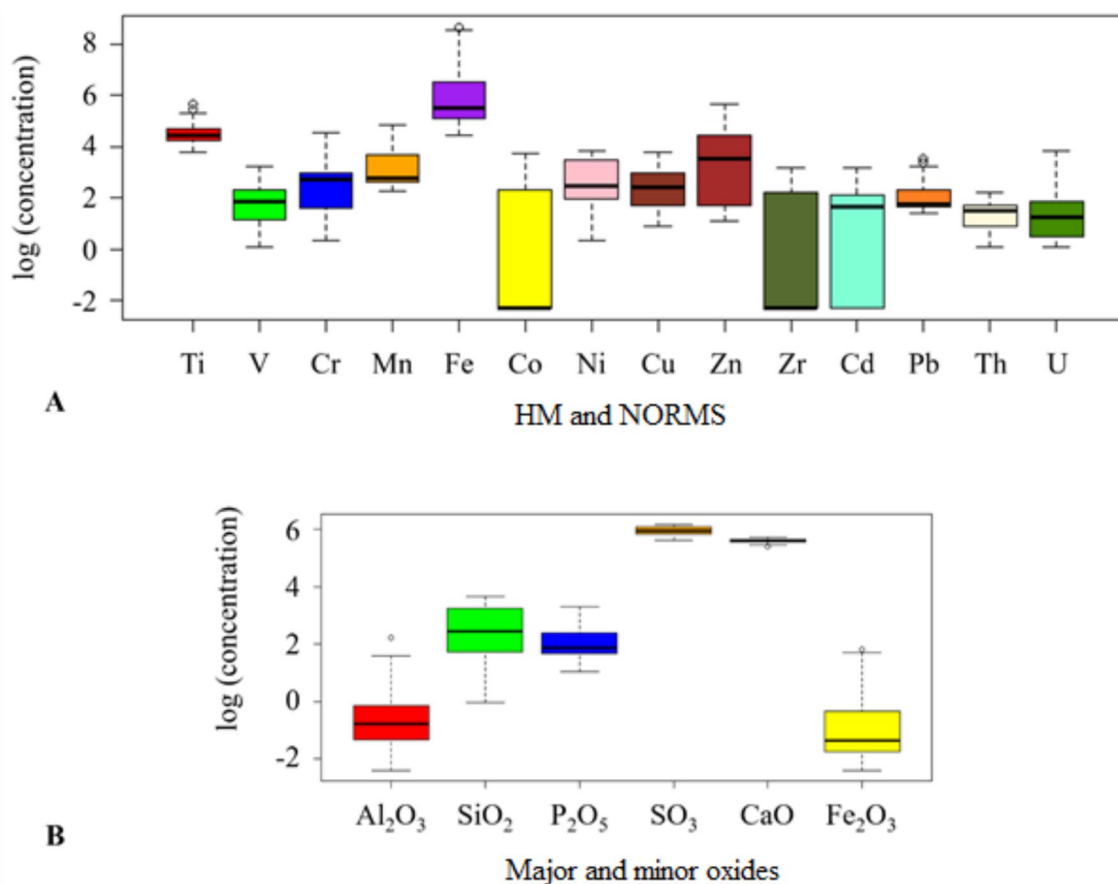 log (concentration)
8
6
4
2
0
-2
Ti V Cr Mn Fe Co Ni Cu Zn Zr Cd Pb Th U
A
HM and NORMS
log (concentration)
6
4
2
0
-2
Al₂O₃ SiO₂ P₂O₅ SO₃ CaO Fe₂O₃
B
Major and minor oxides